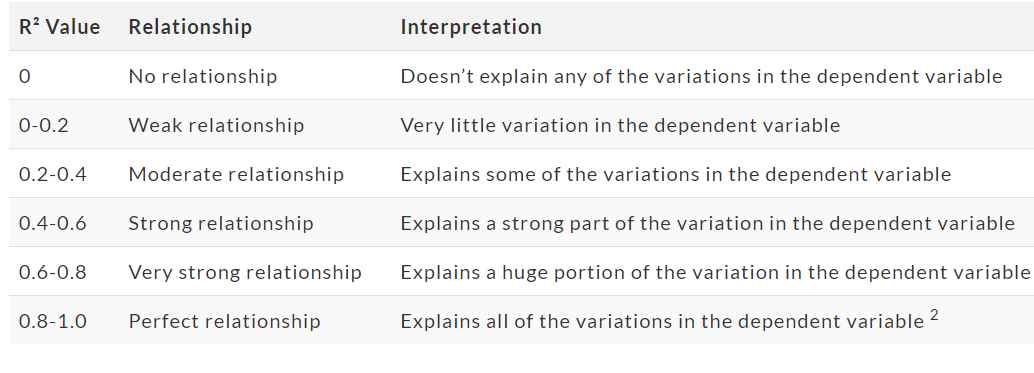 R² Value Relationship Interpretation
0 No relationship Doesn’t explain any of the variations in the dependent variable
0-0.2 Weak relationship Very little variation in the dependent variable
0.2-0.4 Moderate relationship Explains some of the variations in the dependent variable
0.4-0.6 Strong relationship Explains a strong part of the variation in the dependent variable
0.6-0.8 Very strong relationship Explains a huge portion of the variation in the dependent variable
0.8-1.0 Perfect relationship Explains all of the variations in the dependent variable ²